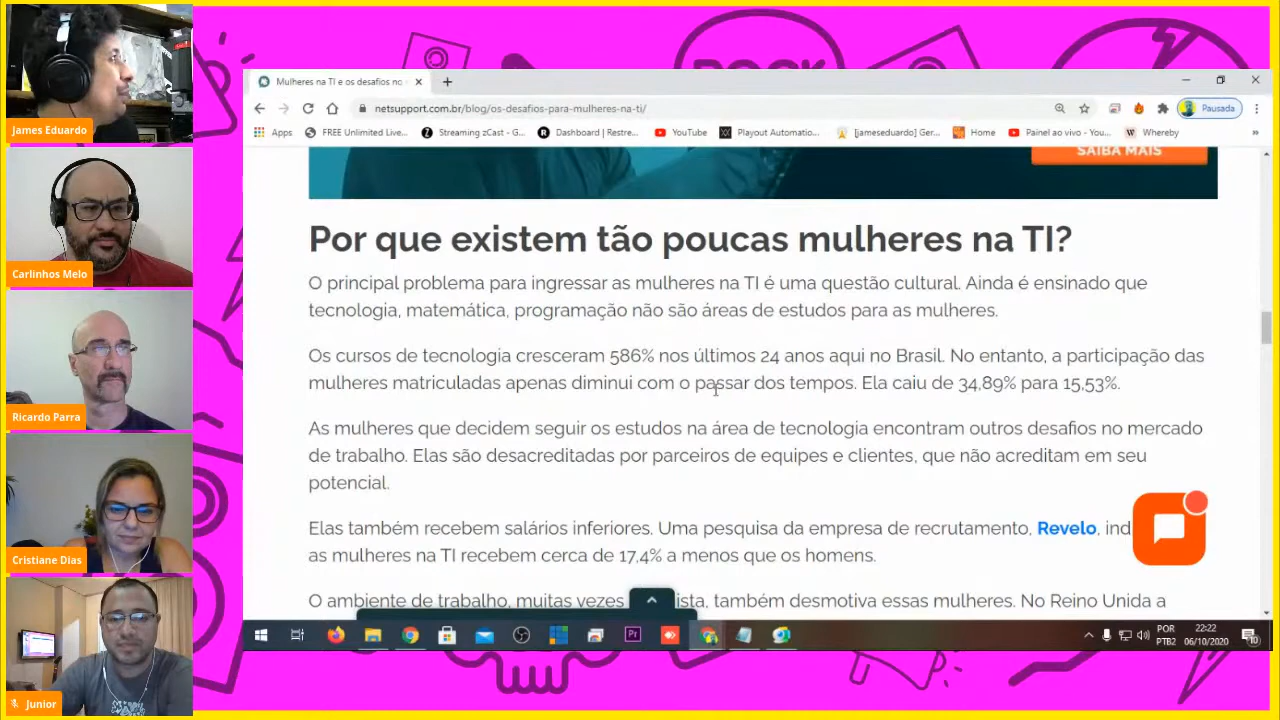 James Eduardo
Carlinhos Melo
Ricardo Parra
Cristiane Dias
Junior
Mulheres na TI e os desafios no
netsupport.com.br/blog/os-desafios-para-mulheres-na-ti/
Pausada
Apps
FREE Unlimited Live...
Streaming zCast - G...
Dashboard | Restre...
YouTube
Playout Automatio...
[jameseduardo] Ger...
Home
Painel ao vivo - You...
Whereby
SAIBA MAIS
Por que existem tão poucas mulheres na TI?
O principal problema para ingressar as mulheres na TI é uma questão cultural. Ainda é ensinado que
tecnologia, matemática, programação não são áreas de estudos para as mulheres.
Os cursos de tecnologia cresceram 586% nos últimos 24 anos aqui no Brasil. No entanto, a participação das
mulheres matriculadas apenas diminui com o passar dos tempos. Ela caiu de 34,89% para 15,53%.
As mulheres que decidem seguir os estudos na área de tecnologia encontram outros desafios no mercado
de trabalho. Elas são desacreditadas por parceiros de equipes e clientes, que não acreditam em seu
potencial.
Elas também recebem salários inferiores. Uma pesquisa da empresa de recrutamento, Revelo, ind
as mulheres na TI recebem cerca de 17,4% a menos que os homens.
O ambiente de trabalho, muitas vezes ista, também desmotiva essas mulheres. No Reino Unida a
Pr
POR
PTB2
22:22
06/10/2020
10